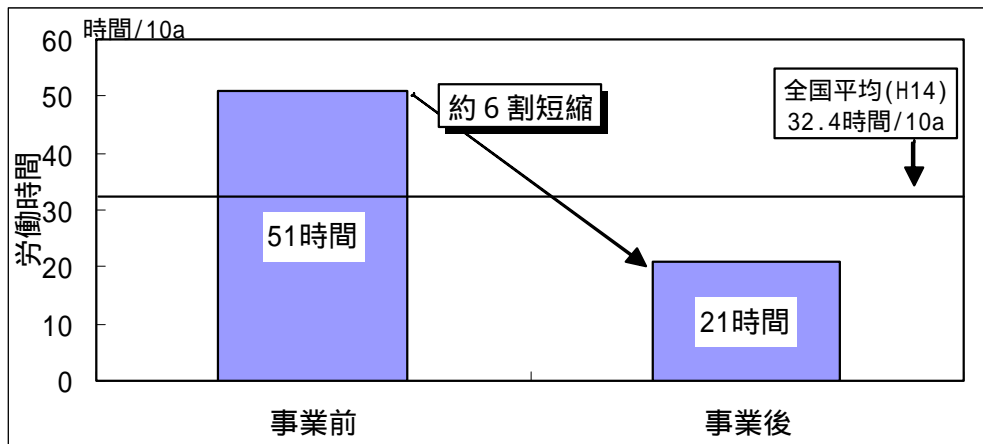 時間/10a
60
50
40
30
20
10
0
労働時間
約６割短縮
全国平均(H14)
32.4時間/10a
51時間
21時間
事業前
事業後